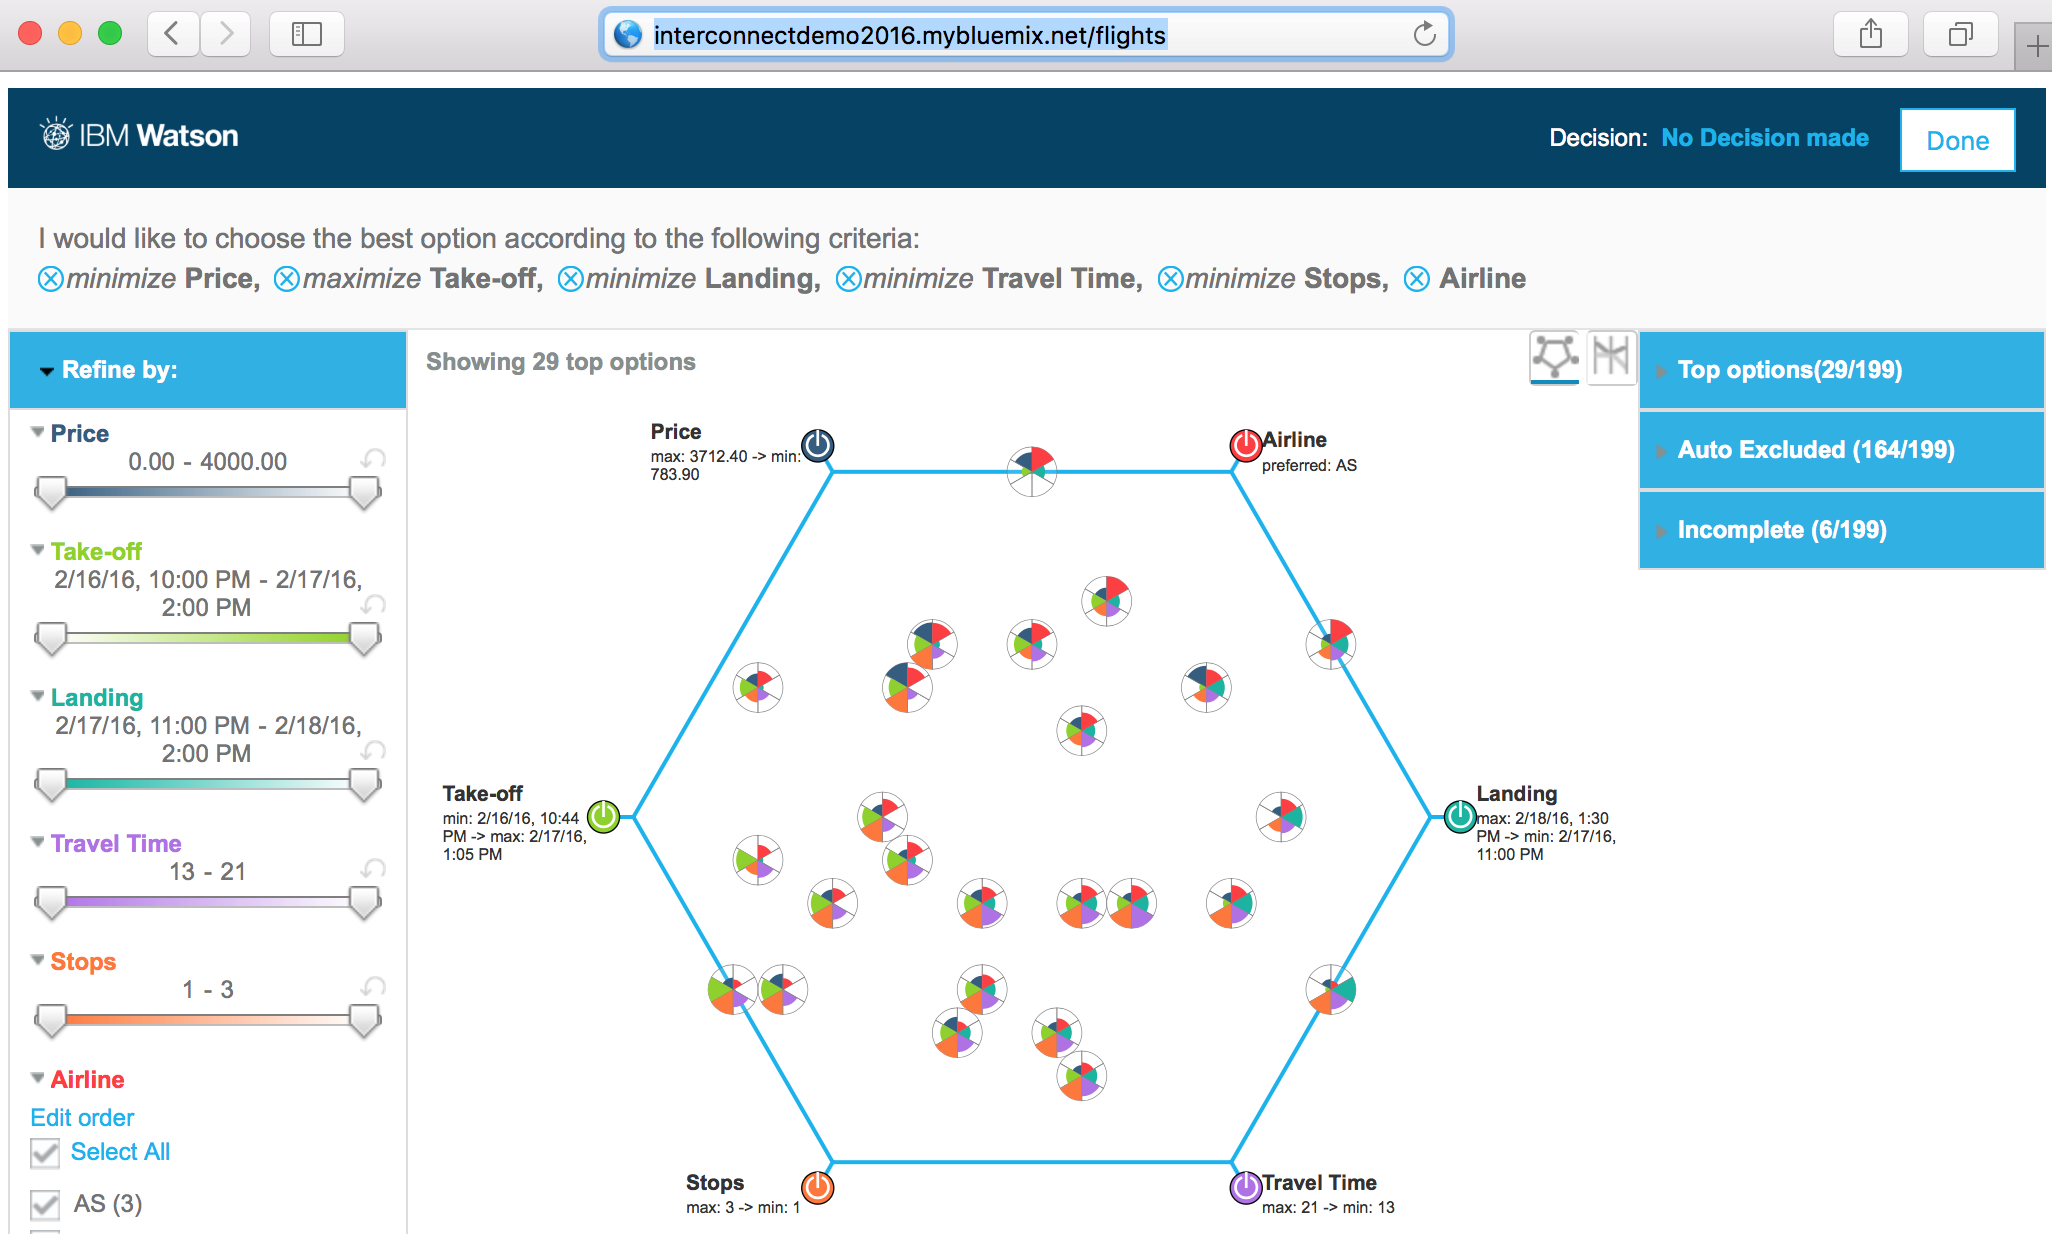 interconnectdemo2016.mybluemix.net/flights
IBM Watson
Decision: No Decision made
Done
I would like to choose the best option according to the following criteria:
minimize Price, maximize Take-off, minimize Landing, minimize Travel Time, minimize Stops, Airline
Refine by:
Price
0.00 - 4000.00
Take-off
2/16/16, 10:00 PM - 2/17/16,
2:00 PM
Landing
2/17/16, 11:00 PM - 2/18/16,
2:00 PM
Travel Time
13 - 21
Stops
1 - 3
Airline
Edit order
Select All
AS (3)
Showing 29 top options
Price
max: 3712.40 -> min:
783.90
Airline
preferred: AS
Take-off
min: 2/16/16, 10:44
PM -> max: 2/17/16,
1:05 PM
Landing
max: 2/18/16, 1:30
PM -> min: 2/17/16,
11:00 PM
Stops
max: 3 -> min: 1
Travel Time
max: 21 -> min: 13
Top options(29/199)
Auto Excluded (164/199)
Incomplete (6/199)